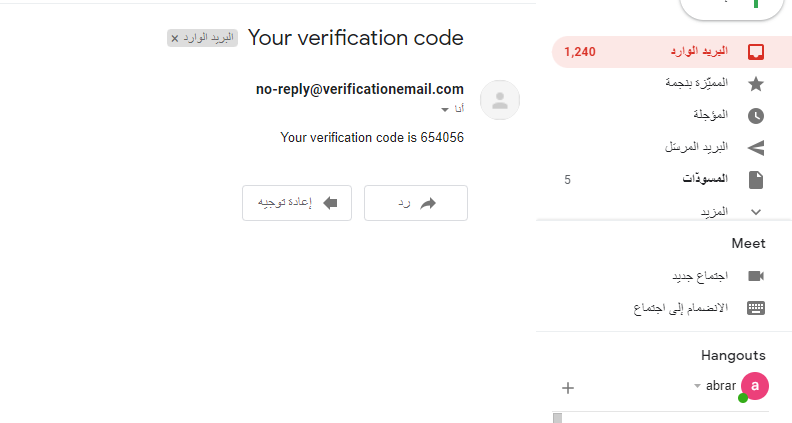 Your verification code
البريد الوارد ×
no-reply@verificationemail.com
أنا
Your verification code is 654056
رد
إعادة توجيه
البريد الوارد 1,240
المميّزة بنجمة
المؤجلة
البريد المرسَل
المسودّات 5
المزيد
Meet
اجتماع جديد
الانضمام إلى اجتماع
Hangouts
a abrar +